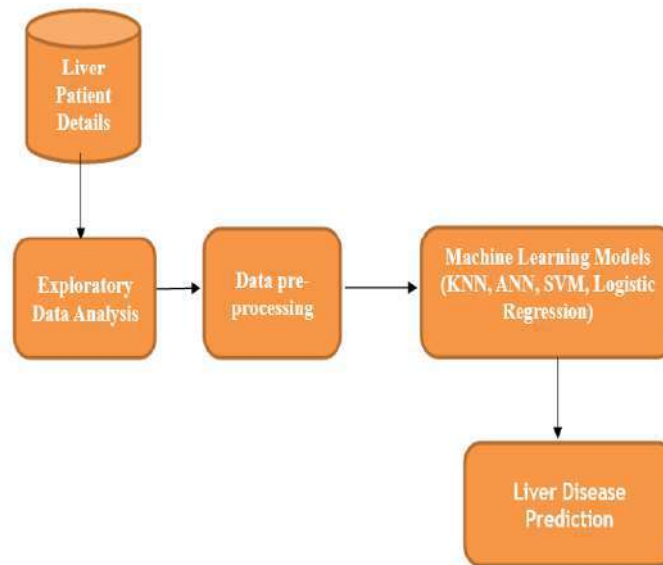 Liver
Patient
Details
Exploratory
Data Analysis
Data pre-
processing
Machine Learning Models
(KNN, ANN, SVM, Logistic
Regression)
Liver Disease
Prediction